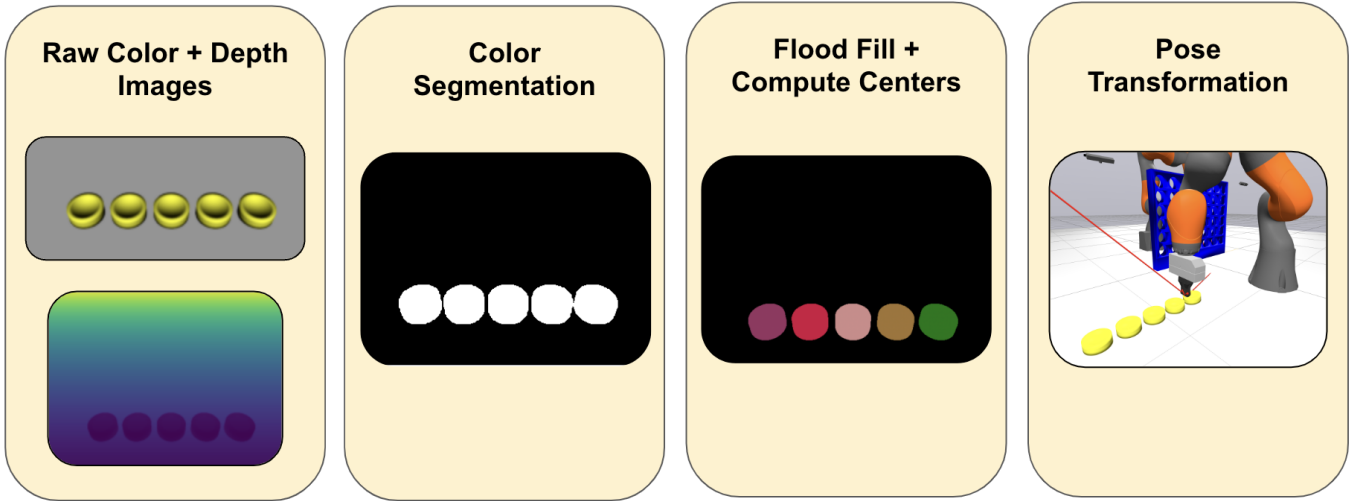 Raw Color + Depth
Images
Color
Segmentation
Flood Fill +
Compute Centers
Pose
Transformation